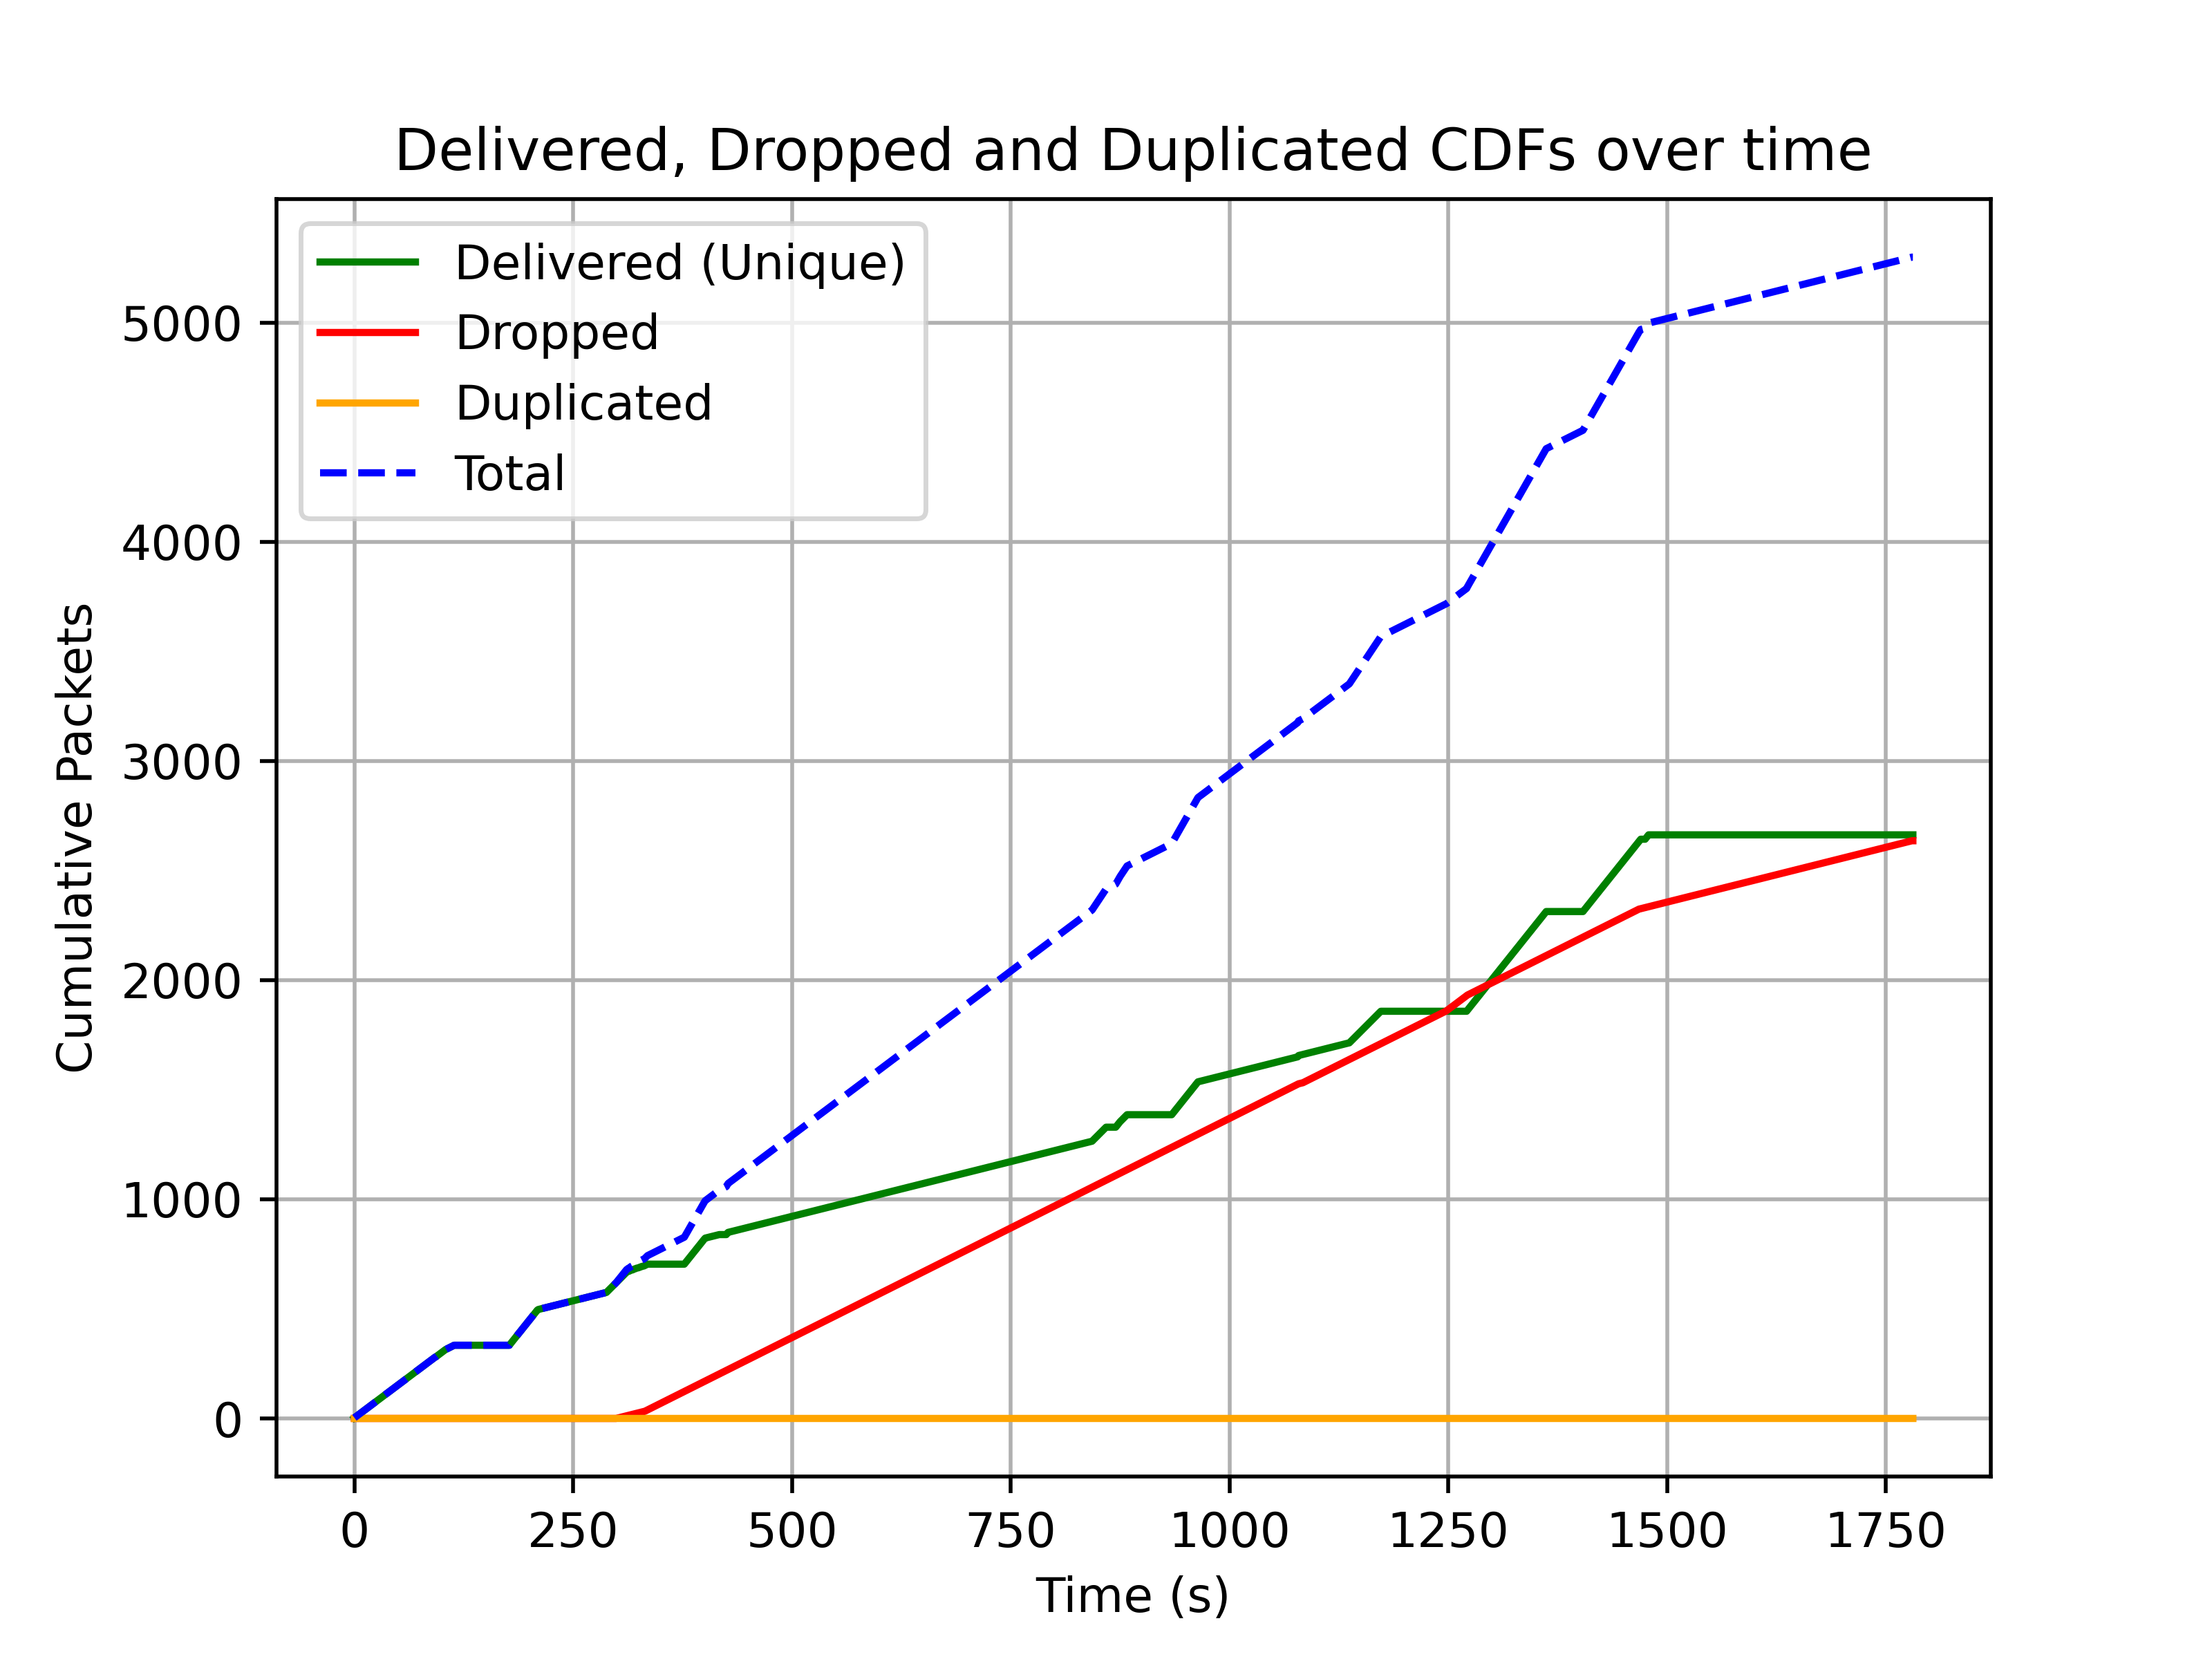 Delivered, Dropped and Duplicated CDFs over time
Delivered (Unique)
Dropped
Duplicated
Total
Cumulative Packets
5000
4000
3000
2000
1000
0
0 250 500 750 1000 1250 1500 1750
Time (s)